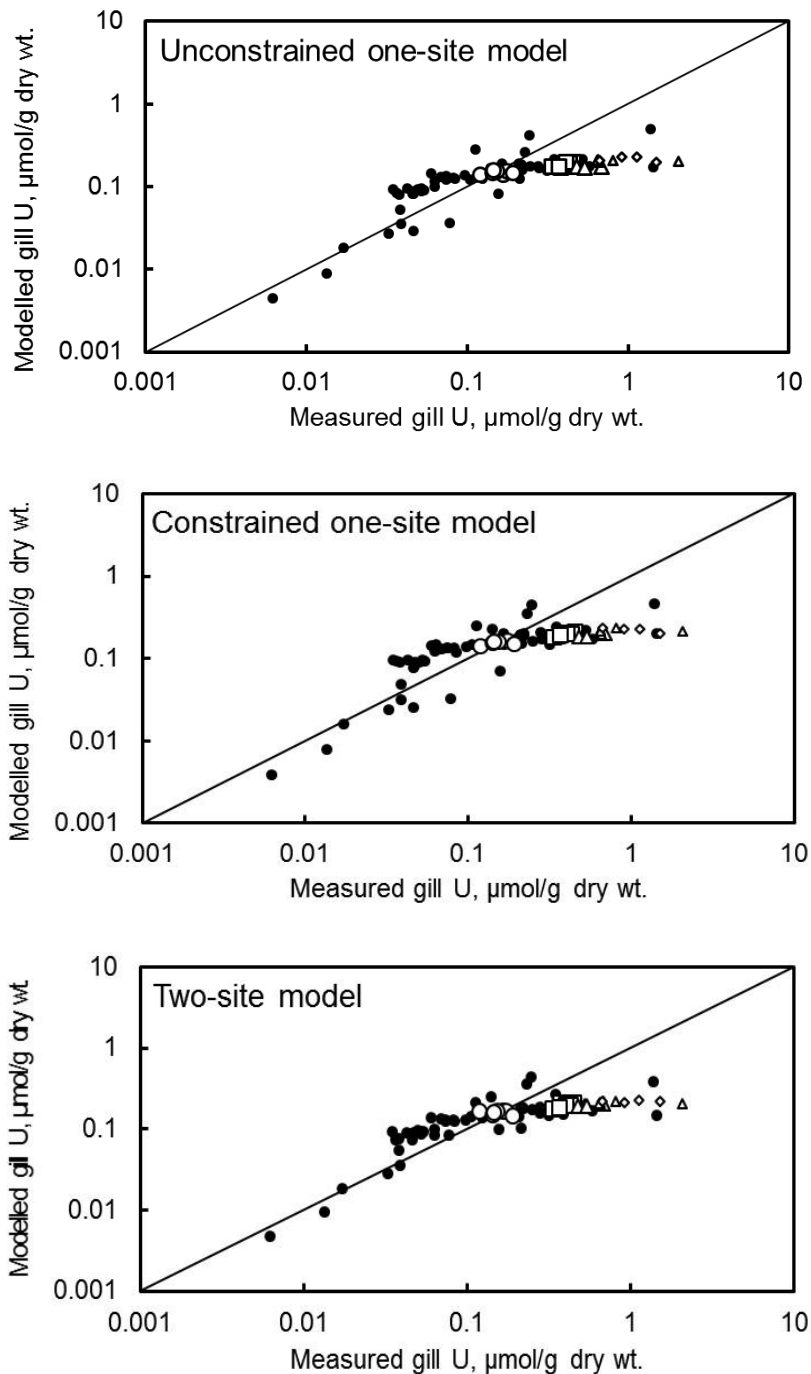 Unconstrained one-site model
Modelled gill U, µmol/g dry wt.
10
1
0.1
0.01
0.001
0.001 0.01 0.1 1 10
Measured gill U, µmol/g dry wt.
Constrained one-site model
Modelled gill U, µmol/g dry wt.
10
1
0.1
0.01
0.001
0.001 0.01 0.1 1 10
Measured gill U, µmol/g dry wt.
Two-site model
Modelled gill U, µmol/g dry wt.
10
1
0.1
0.01
0.001
0.001 0.01 0.1 1 10
Measured gill U, µmol/g dry wt.